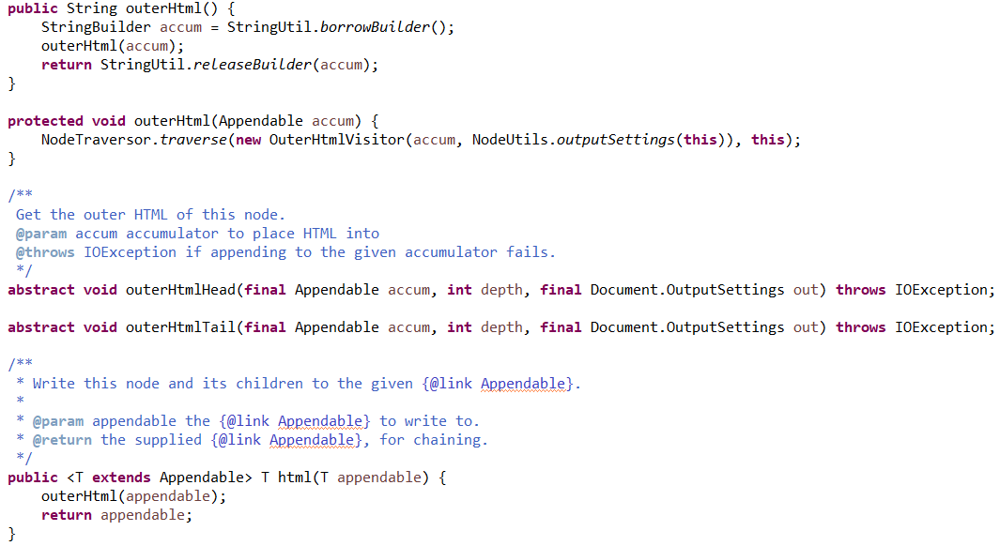 public String outerHtml() {
    StringBuilder accum = StringUtil.borrowBuilder();
    outerHtml(accum);
    return StringUtil.releaseBuilder(accum);
}

protected void outerHtml(Appendable accum) {
    NodeTraversor.traverse(new OuterHtmlVisitor(accum, NodeUtils.outputSettings(this)), this);
}

/**
 Get the outer HTML of this node.
 @param accum accumulator to place HTML into
 @throws IOException if appending to the given accumulator fails.
 */
abstract void outerHtmlHead(final Appendable accum, int depth, final Document.OutputSettings out) throws IOException;

abstract void outerHtmlTail(final Appendable accum, int depth, final Document.OutputSettings out) throws IOException;

/**
 * Write this node and its children to the given {@link Appendable}.
 *
 * @param appendable the {@link Appendable} to write to.
 * @return the supplied {@link Appendable}, for chaining.
 */
public <T extends Appendable> T html(T appendable) {
    outerHtml(appendable);
    return appendable;
}